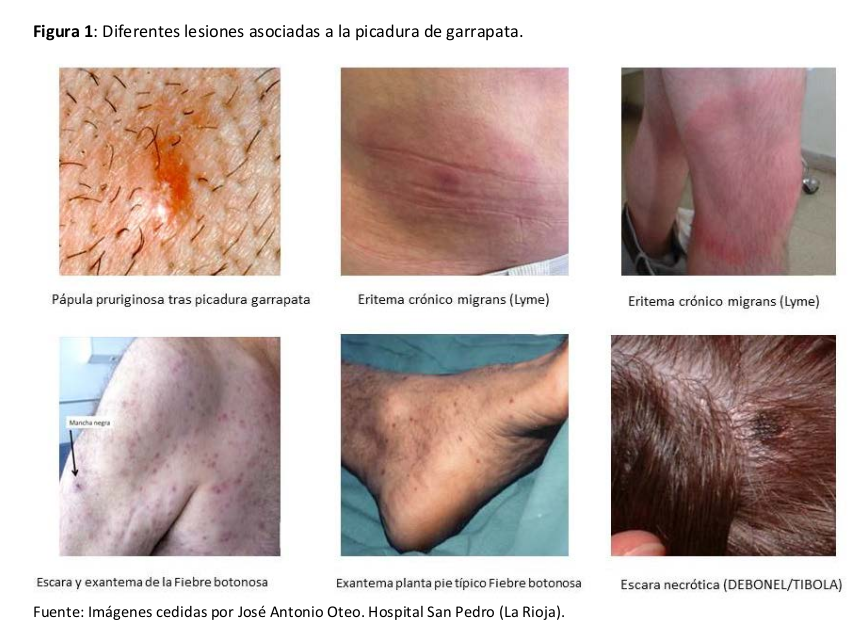 Figura 1: Diferentes lesiones asociadas a la picadura de garrapata.
Pápula pruriginosa tras picadura garrapata
Eritema crónico migrans (Lyme)
Eritema crónico migrans (Lyme)
Mancha negra
Escara y exantema de la Fiebre botonosa
Exantema planta pie típico Fiebre botonosa
Escara necrótica (DEBONEL/TIBOLA)
Fuente: Imágenes cedidas por José Antonio Oteo. Hospital San Pedro (La Rioja).